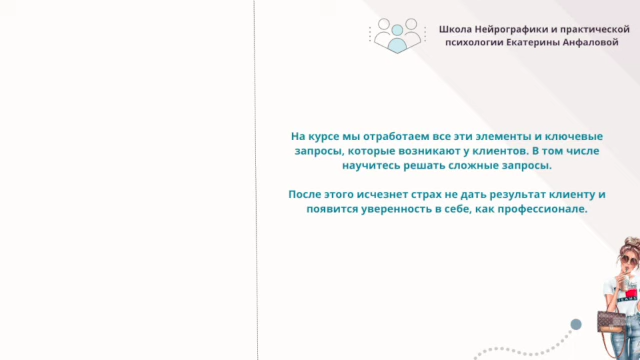 Школа Нейрографики и практической
психологии Екатерины Анфаловой
На курсе мы отработаем все эти элементы и ключевые
запросы, которые возникают у клиентов. В том числе
научитесь решать сложные запросы.
После этого исчезнет страх не дать результат клиенту и
появится уверенность в себе, как профессионале.